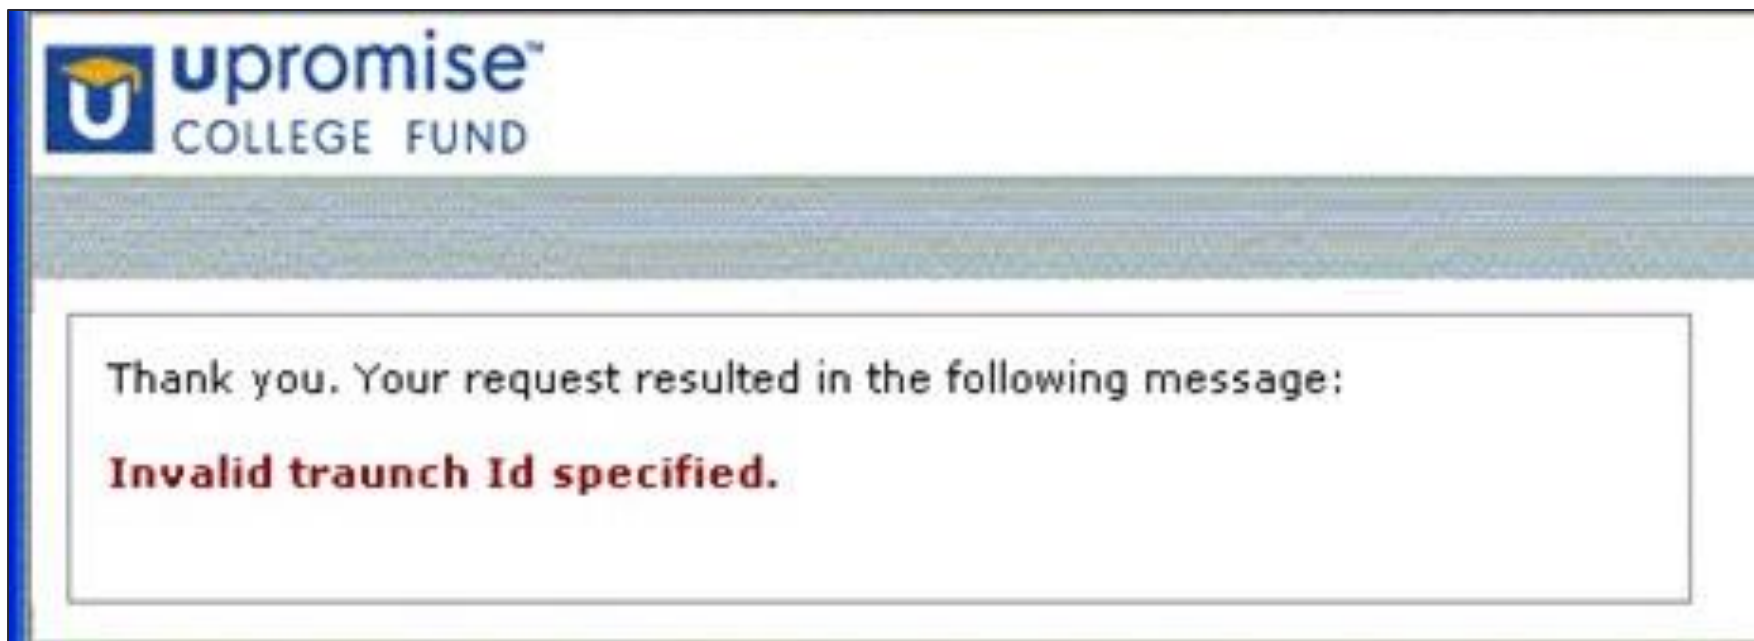 upromise™
COLLEGE FUND
Thank you. Your request resulted in the following message:
Invalid traunch Id specified.